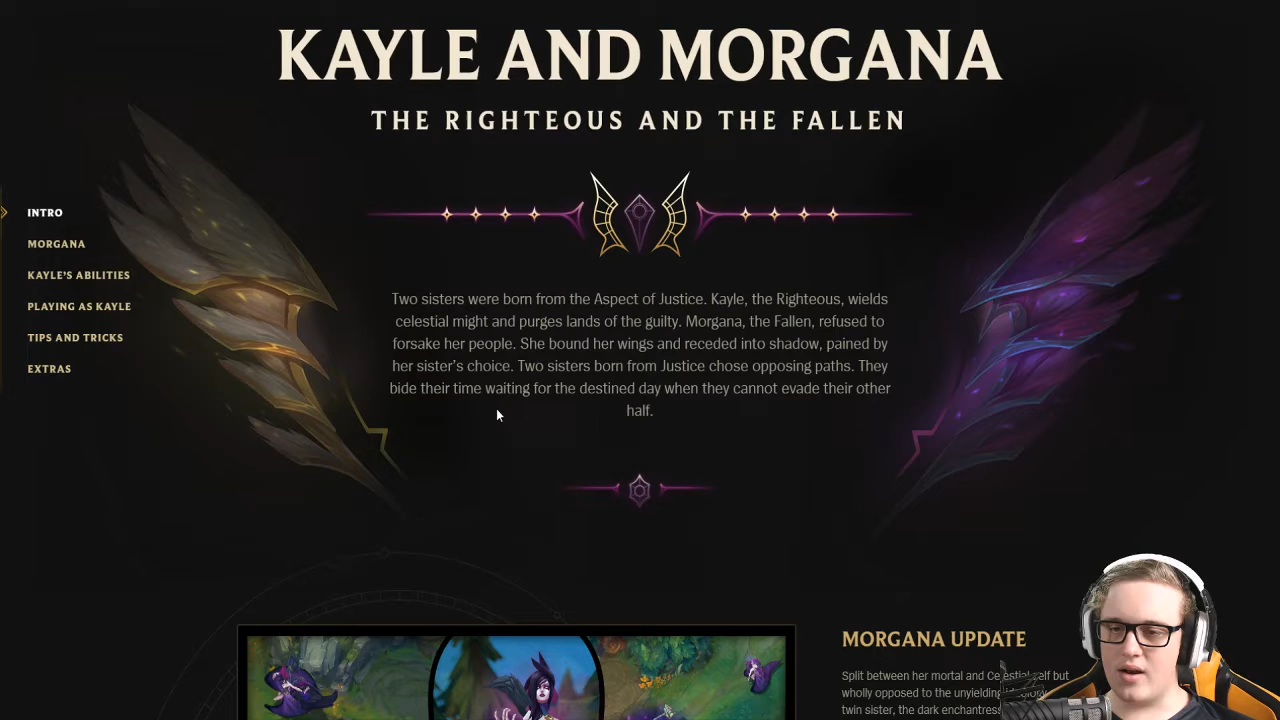 KAYLE AND MORGANA
THE RIGHTEOUS AND THE FALLEN
INTRO
MORGANA
KAYLE'S ABILITIES
PLAYING AS KAYLE
TIPS AND TRICKS
EXTRAS
Two sisters were born from the Aspect of Justice. Kayle, the Righteous, wields
celestial might and purges lands of the guilty. Morgana, the Fallen, refused to
forsake her people. She bound her wings and receded into shadow, pained by
her sister's choice. Two sisters born from Justice chose opposing paths. They
bide their time waiting for the destined day when they cannot evade their other
half.
MORGANA UPDATE
Split between her mortal and Celestial self but
wholly opposed to the unyielding
twin sister, the dark enchantress